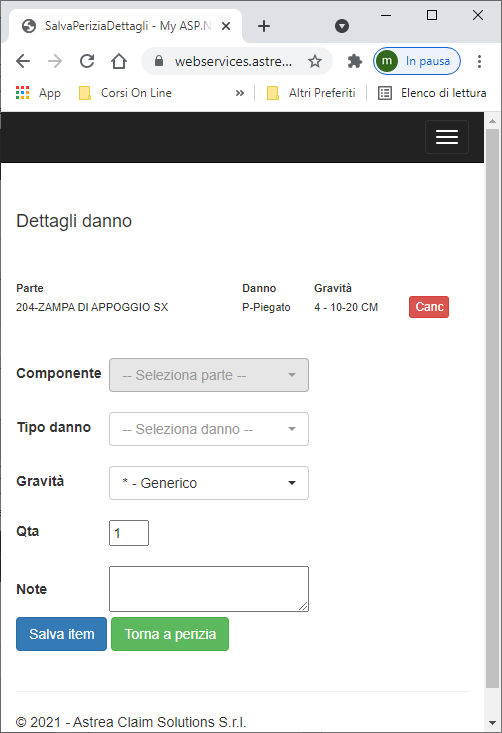 SalvaPeriziaDettagli - My ASP.N
webservices.astre...
m In pausa
App Corsi On Line » Altri Preferiti Elenco di lettura
Dettagli danno
Parte Danno Gravità
204-ZAMPA DI APPOGGIO SX P-Piegato 4 - 10-20 CM Canc
Componente -- Seleziona parte --
Tipo danno -- Seleziona danno --
Gravità * - Generico
Qta 1
Note
Salva item Torna a perizia
© 2021 - Astrea Claim Solutions S.r.l.